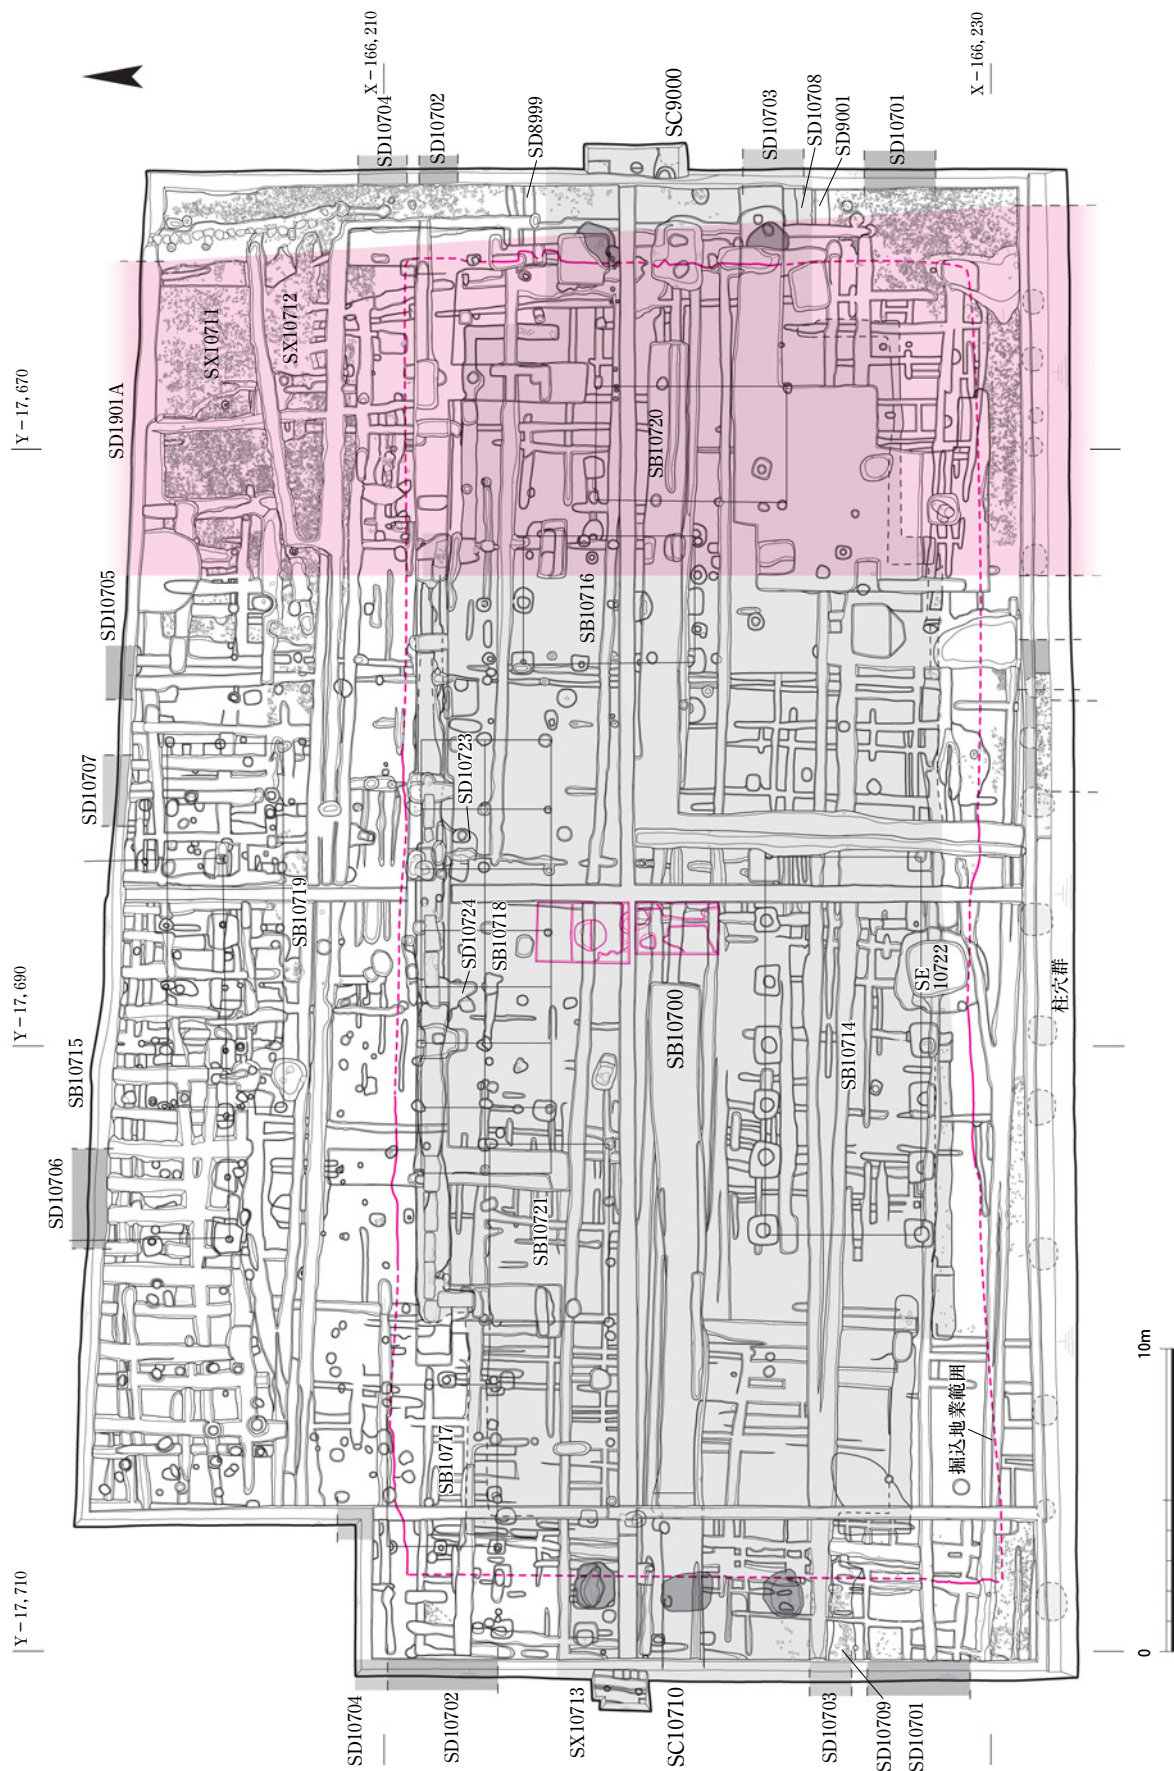 X－166, 210
X－166, 230
Y－17, 670
Y－17, 690
Y－17, 710
SD10704
SD10702
SD8999
SC9000
SD10703
SD10708
SD9001
SD10701
SD1901A
SX10711
SX10712
SD10705
SD10707
SB10715
SD10706
SB10719
SB10720
SB10716
SD10723
SD10724
SB10718
SB10721
SB10700
SB10714
SE
10722
柱穴群
SB10717
掘込地業範囲
SD10704
SD10702
SX10713
SC10710
SD10703
SD10709
SD10701
0
10m